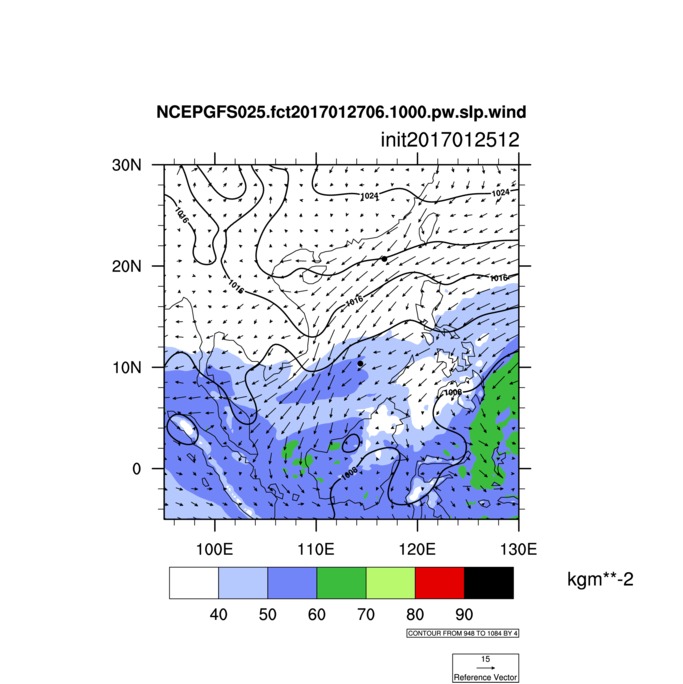 NCEPGFS025.fct2017012706.1000.pw.slp.wind
init2017012512
30N
1024
1024
1016
20N
1016
1016
1016
10N
1008
0
1008
100E 110E 120E 130E
kgm**-2
40 50 60 70 80 90
CONTOUR FROM 948 TO 1084 BY 4
15
Reference Vector